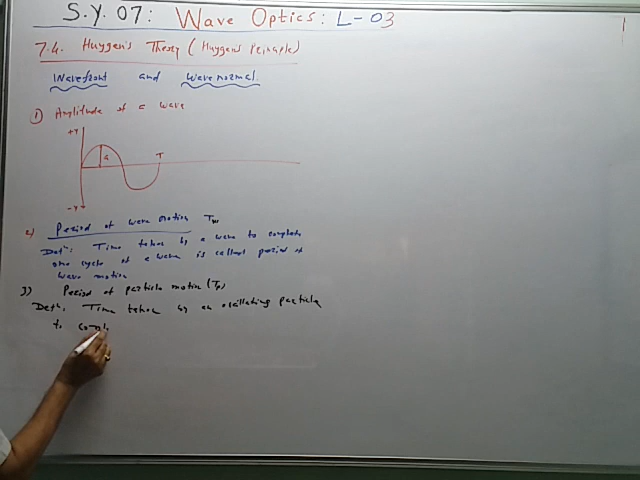 S.Y. 07: Wave Optics: L-03
7.4. Huygen's Theory (Huygens Principle)
Wavefront and Wavenormal
1) Amplitude of a wave
+Y
a
T
-Y
2) Period of wave motion Tw
Defn: Time taken by a wave to complete
one cycle of a wave is called period of
wave motion
3) Period of particle motion (Tp)
Defn. Time taken by an oscillating particle
to compl